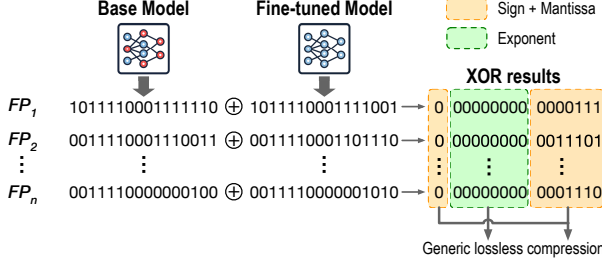 Base Model Fine-tuned Model Sign + Mantissa
Exponent
XOR results
FP1 1011110001111110 ⊕ 1011110001111001 0 00000000 0000111
FP2 0011110001110011 ⊕ 0011110001101110 0 00000000 0011101
⋮ ⋮ ⋮ ⋮ ⋮ ⋮
FPn 0011110000000100 ⊕ 0011110000001010 0 00000000 0001110
Generic lossless compression